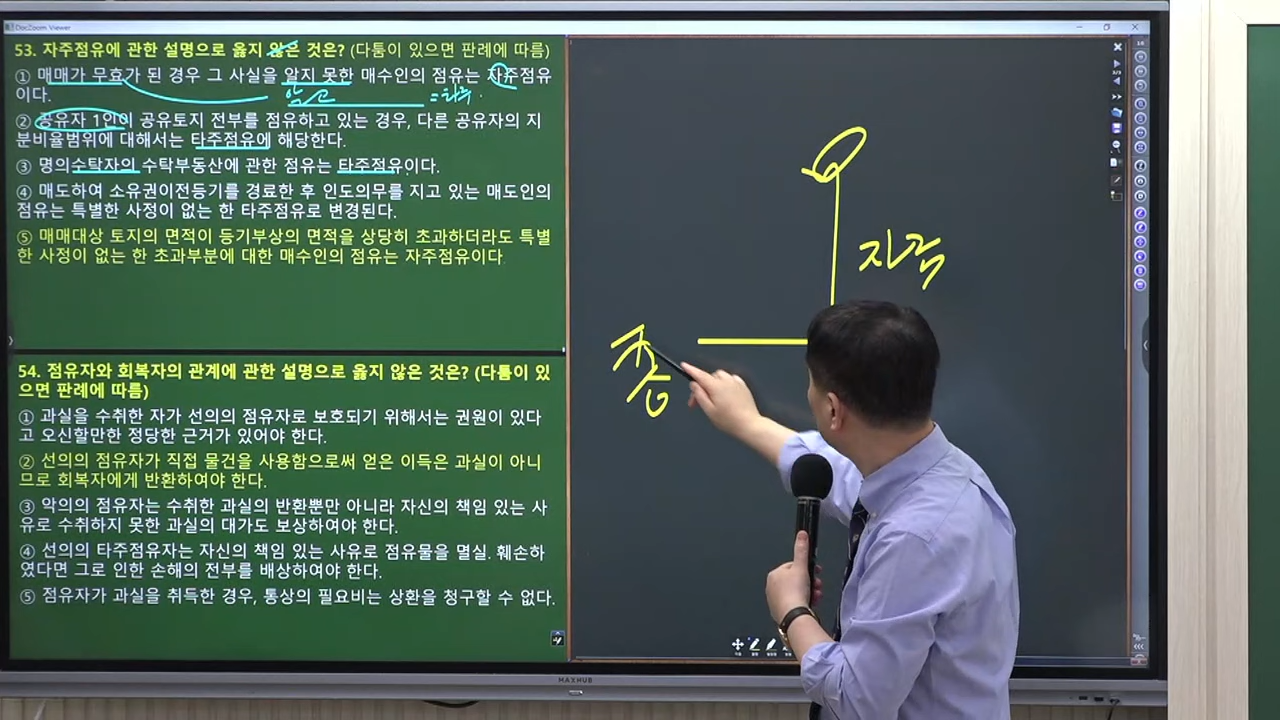 DocZoom Viewer
53. 자주점유에 관한 설명으로 옳지 않은 것은? (다툼이 있으면 판례에 따름)
① 매매가 무효가 된 경우 그 사실을 알지 못한 매수인의 점유는 자주점유
이다.
알고
=타주
② 공유자 1인이 공유토지 전부를 점유하고 있는 경우, 다른 공유자의 지
분비율범위에 대해서는 타주점유에 해당한다.
③ 명의수탁자의 수탁부동산에 관한 점유는 타주점유이다.
④ 매도하여 소유권이전등기를 경료한 후 인도의무를 지고 있는 매도인의
점유는 특별한 사정이 없는 한 타주점유로 변경된다.
⑤ 매매대상 토지의 면적이 등기부상의 면적을 상당히 초과하더라도 특별
한 사정이 없는 한 초과부분에 대한 매수인의 점유는 자주점유이다.
54. 점유자와 회복자의 관계에 관한 설명으로 옳지 않은 것은? (다툼이 있
으면 판례에 따름)
① 과실을 수취한 자가 선의의 점유자로 보호되기 위해서는 권원이 있다
고 오신할만한 정당한 근거가 있어야 한다.
② 선의의 점유자가 직접 물건을 사용함으로써 얻은 이득은 과실이 아니
므로 회복자에게 반환하여야 한다.
③ 악의의 점유자는 수취한 과실의 반환뿐만 아니라 자신의 책임 있는 사
유로 수취하지 못한 과실의 대가도 보상하여야 한다.
④ 선의의 타주점유자는 자신의 책임 있는 사유로 점유물을 멸실. 훼손하
였다면 그로 인한 손해의 전부를 배상하여야 한다.
⑤ 점유자가 과실을 취득한 경우, 통상의 필요비는 상환을 청구할 수 없다.
종
MAXHUB